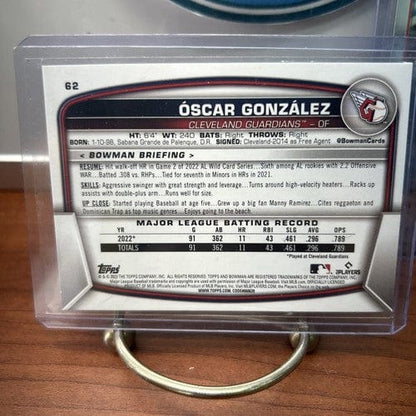 62
ÓSCAR GONZÁLEZ
CLEVELAND GUARDIANS™ – OF
HT: 6'4" WT: 240 BATS: Right THROWS: Right
BORN: 1-10-98, Sabana Grande de Palenque, D.R. SIGNED: Cleveland-2014 as Free Agent @BowmanCards
< BOWMAN BRIEFING >
RESUME: Hit walk-off HR in Game 2 of 2022 AL Wild Card Series...Sixth among AL rookies with 2.2 Offensive
WAR...Batted .308 vs. RHPs...Tied for seventh in Minors in HRs in 2021.
SKILLS: Aggressive swinger with great strength and leverage...Turns around high-velocity heaters...Racks up
assists with double-plus arm...Runs well for size.
UP CLOSE: Started playing Baseball at age five...Grew up a big fan Manny Ramirez...Cites reggaeton and
Dominican Trap as top music genres...Enjoys going to the beach.
MAJOR LEAGUE BATTING RECORD
YR G AB HR RBI SLG AVG OPS
2022* 91 362 11 43 .461 .296 .789
TOTALS 91 362 11 43 .461 .296 .789
*Played at Cleveland Guardians
Topps
MLB PLAYERS